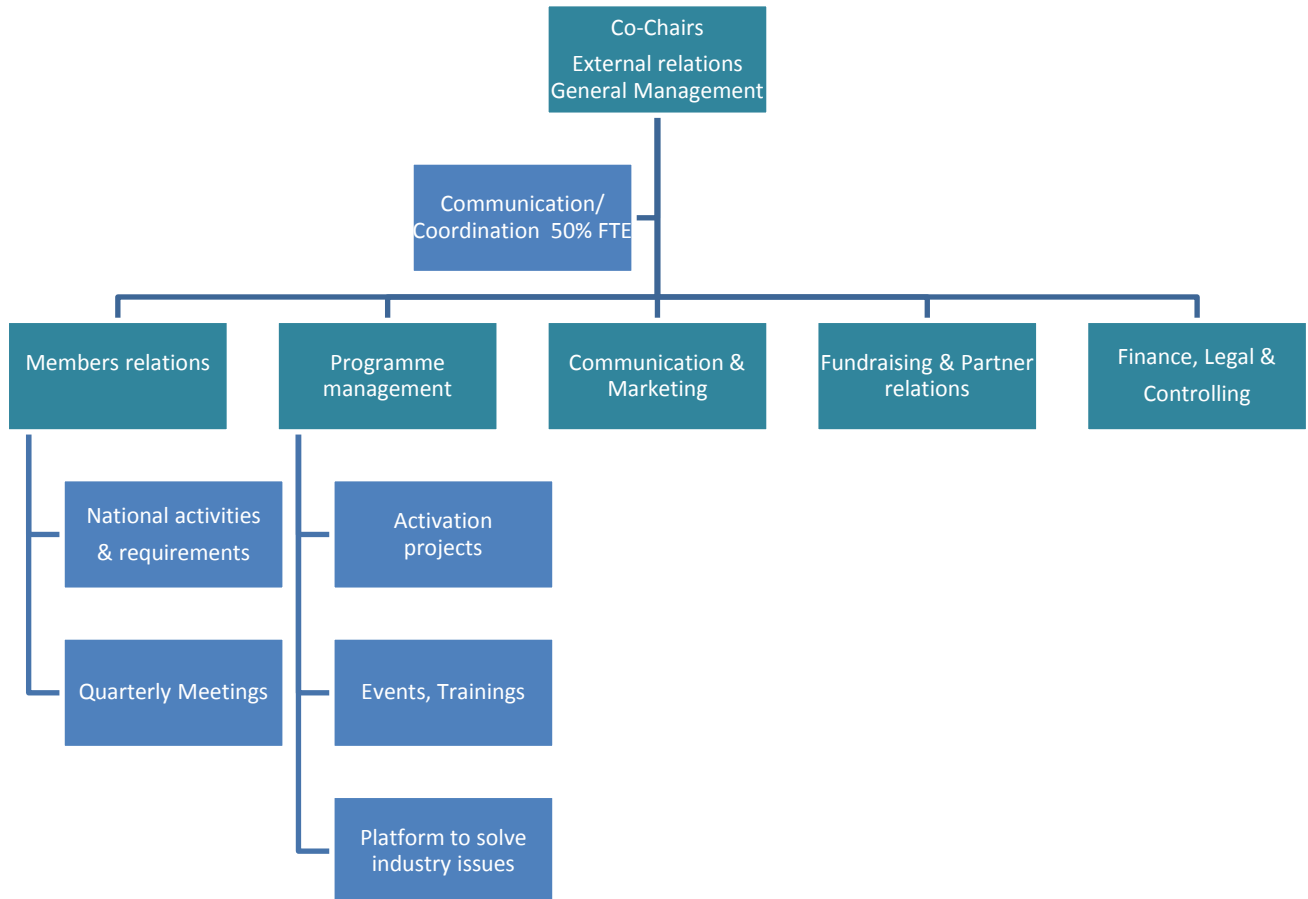 Co-Chairs
External relations
General Management
Communication/
Coordination  50% FTE
Members relations
Programme
management
Communication &
Marketing
Fundraising & Partner
relations
Finance, Legal &
Controlling
National activities
& requirements
Activation
projects
Quarterly Meetings
Events, Trainings
Platform to solve
industry issues